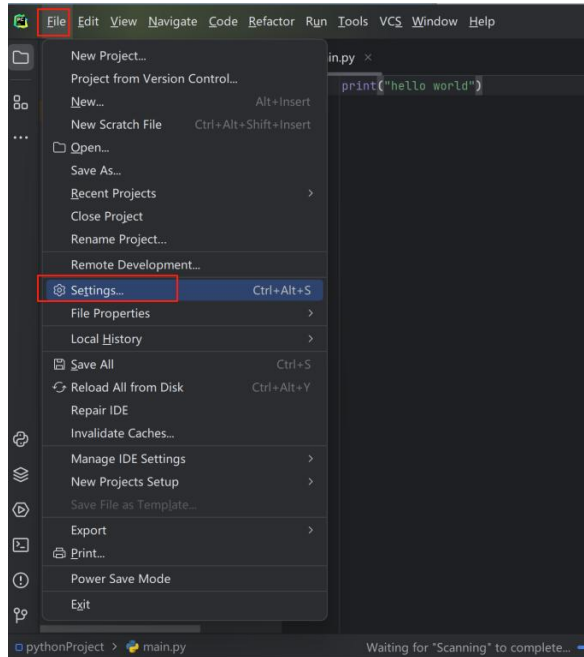 File Edit View Navigate Code Refactor Run Tools VCS Window Help
New Project...
in.py ×
Project from Version Control...
print("hello world")
New... Alt+Insert
New Scratch File Ctrl+Alt+Shift+Insert
Open...
Save As...
Recent Projects
Close Project
Rename Project...
Remote Development...
Settings... Ctrl+Alt+S
File Properties
Local History
Save All Ctrl+S
Reload All from Disk Ctrl+Alt+Y
Repair IDE
Invalidate Caches...
Manage IDE Settings
New Projects Setup
Save File as Template...
Export
Print...
Power Save Mode
Exit
pythonProject > main.py Waiting for "Scanning" to complete...